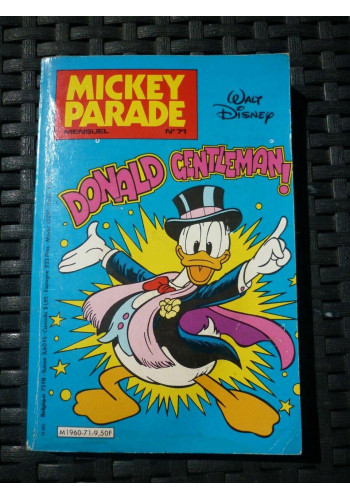 MICKEY
PARADE
MENSUEL N° 71
WALT
DISNEY
DONALD GENTLEMAN!
M1960-71-9,50F